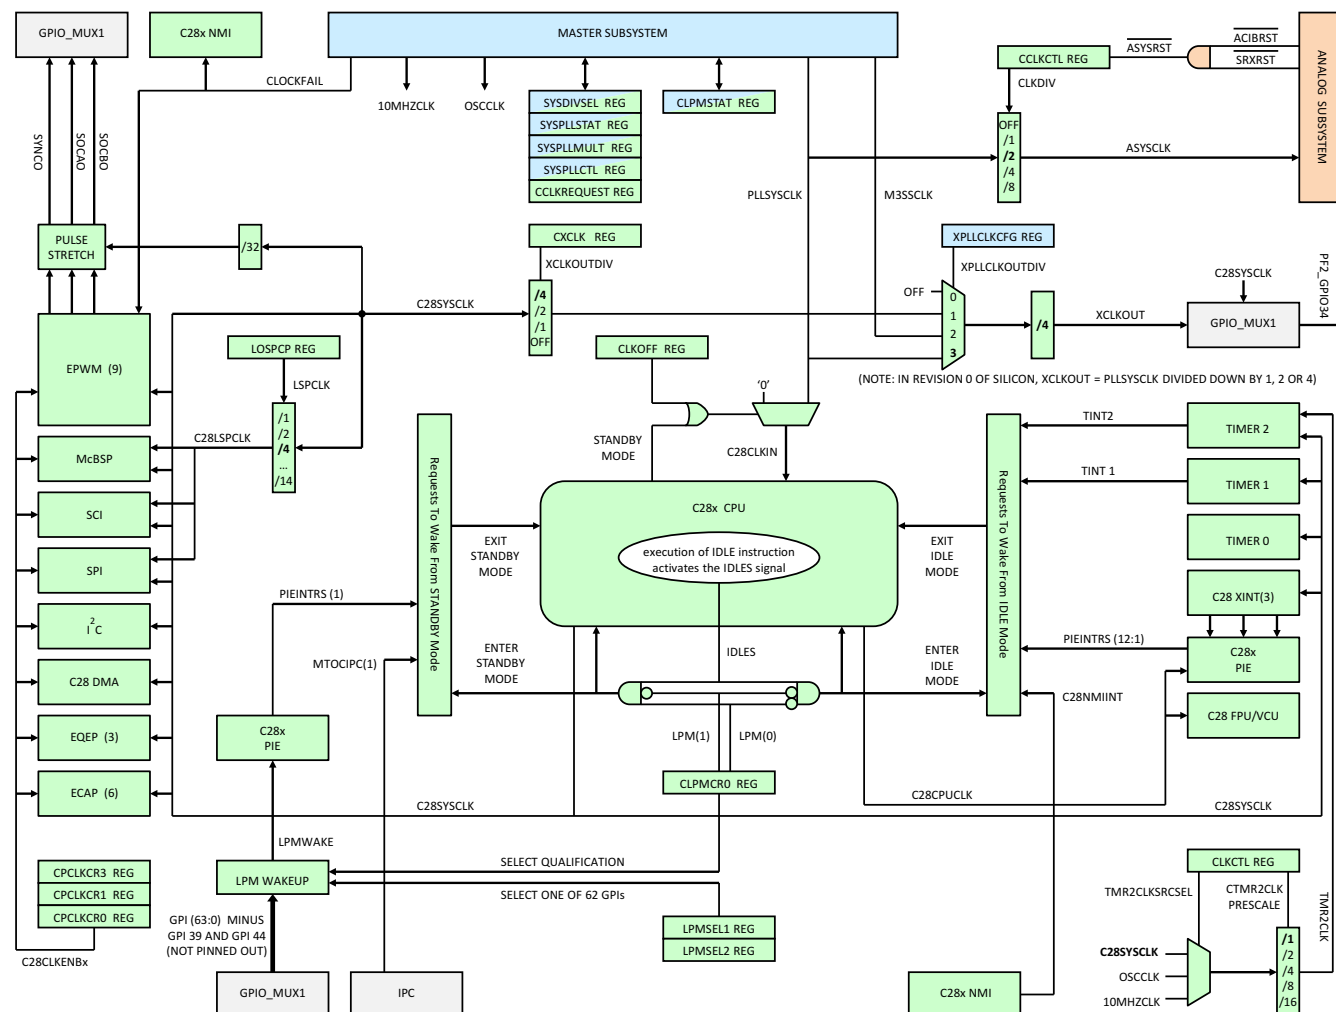 GPIO_MUX1
C28x NMI
MASTER SUBSYSTEM
ANALOG SUBSYSTEM
ACIBRST
ASYSRST
SRXRST
CCLKCTL REG
CLKDIV
CLOCKFAIL
10MHZCLK
OSCCLK
SYSDIVSEL REG
SYSPLLSTAT REG
SYSPLLMULT REG
SYSPLLCTL REG
CCLKREQUEST REG
CLPMSTAT REG
OFF
/1
/2
/4
/8
ASYSCLK
SYNCO
SOCAO
SOCBO
PLLSYSCLK
M3SSCLK
PULSE
STRETCH
/32
CXCLK REG
XCLKOUTDIV
XPLLCLKCFG REG
XPLLCLKOUTDIV
C28SYSCLK
PF2_GPIO34
C28SYSCLK
/4
/2
/1
OFF
OFF
0
1
2
3
/4
XCLKOUT
GPIO_MUX1
EPWM (9)
LOSPCP REG
LSPCLK
CLKOFF REG
‘0’
(NOTE: IN REVISION 0 OF SILICON, XCLKOUT = PLLSYSCLK DIVIDED DOWN BY 1, 2 OR 4)
/1
/2
/4
...
/14
C28LSPCLK
McBSP
SCI
SPI
I2C
C28 DMA
EQEP (3)
ECAP (6)
STANDBY
MODE
C28CLKIN
Requests To Wake From STANDBY Mode
C28x CPU
execution of IDLE instruction
activates the IDLES signal
EXIT
STANDBY
MODE
EXIT
IDLE
MODE
Requests To Wake From IDLE Mode
TINT2
TIMER 2
TINT 1
TIMER 1
TIMER 0
C28 XINT(3)
PIEINTRS (1)
PIEINTRS (12:1)
C28x
PIE
MTOCIPC(1)
ENTER
STANDBY
MODE
IDLES
ENTER
IDLE
MODE
C28NMIINT
C28 FPU/VCU
C28x
PIE
LPM(1)
LPM(0)
CLPMCR0 REG
C28SYSCLK
C28CPUCLK
C28SYSCLK
LPMWAKE
CPCLKCR3 REG
CPCLKCR1 REG
CPCLKCR0 REG
LPM WAKEUP
SELECT QUALIFICATION
SELECT ONE OF 62 GPIs
CLKCTL REG
TMR2CLKSRCSEL
CTMR2CLK
PRESCALE
TMR2CLK
GPI (63:0) MINUS
GPI 39 AND GPI 44
(NOT PINNED OUT)
LPMSEL1 REG
LPMSEL2 REG
C28CLKENBx
C28SYSCLK
OSCCLK
10MHZCLK
/1
/2
/4
/8
/16
GPIO_MUX1
IPC
C28x NMI